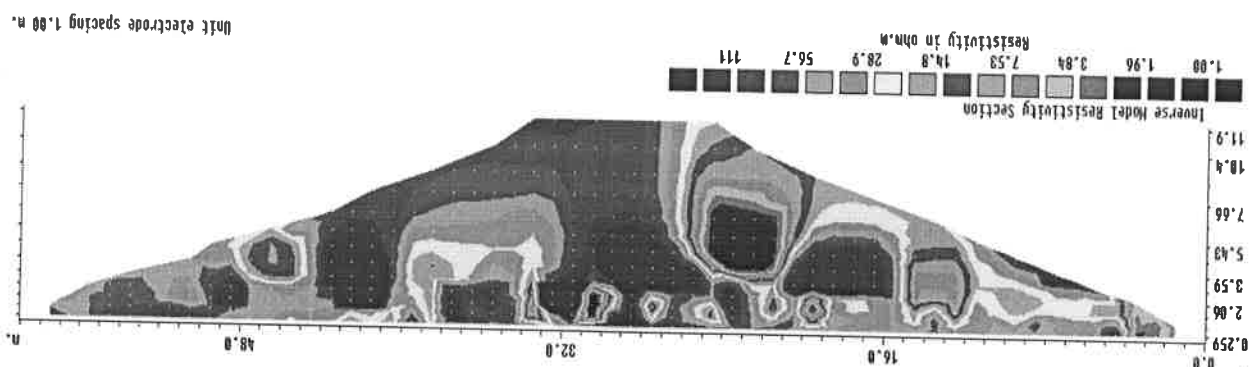 0.0 16.0 32.0 48.0 m.
0.259
2.06
3.59
5.43
7.66
10.4
11.9
Inverse Model Resistivity Section
1.00 1.96 3.84 7.53 14.8 28.9 56.7 111
Resistivity in ohm.m
Unit electrode spacing 1.00 m.